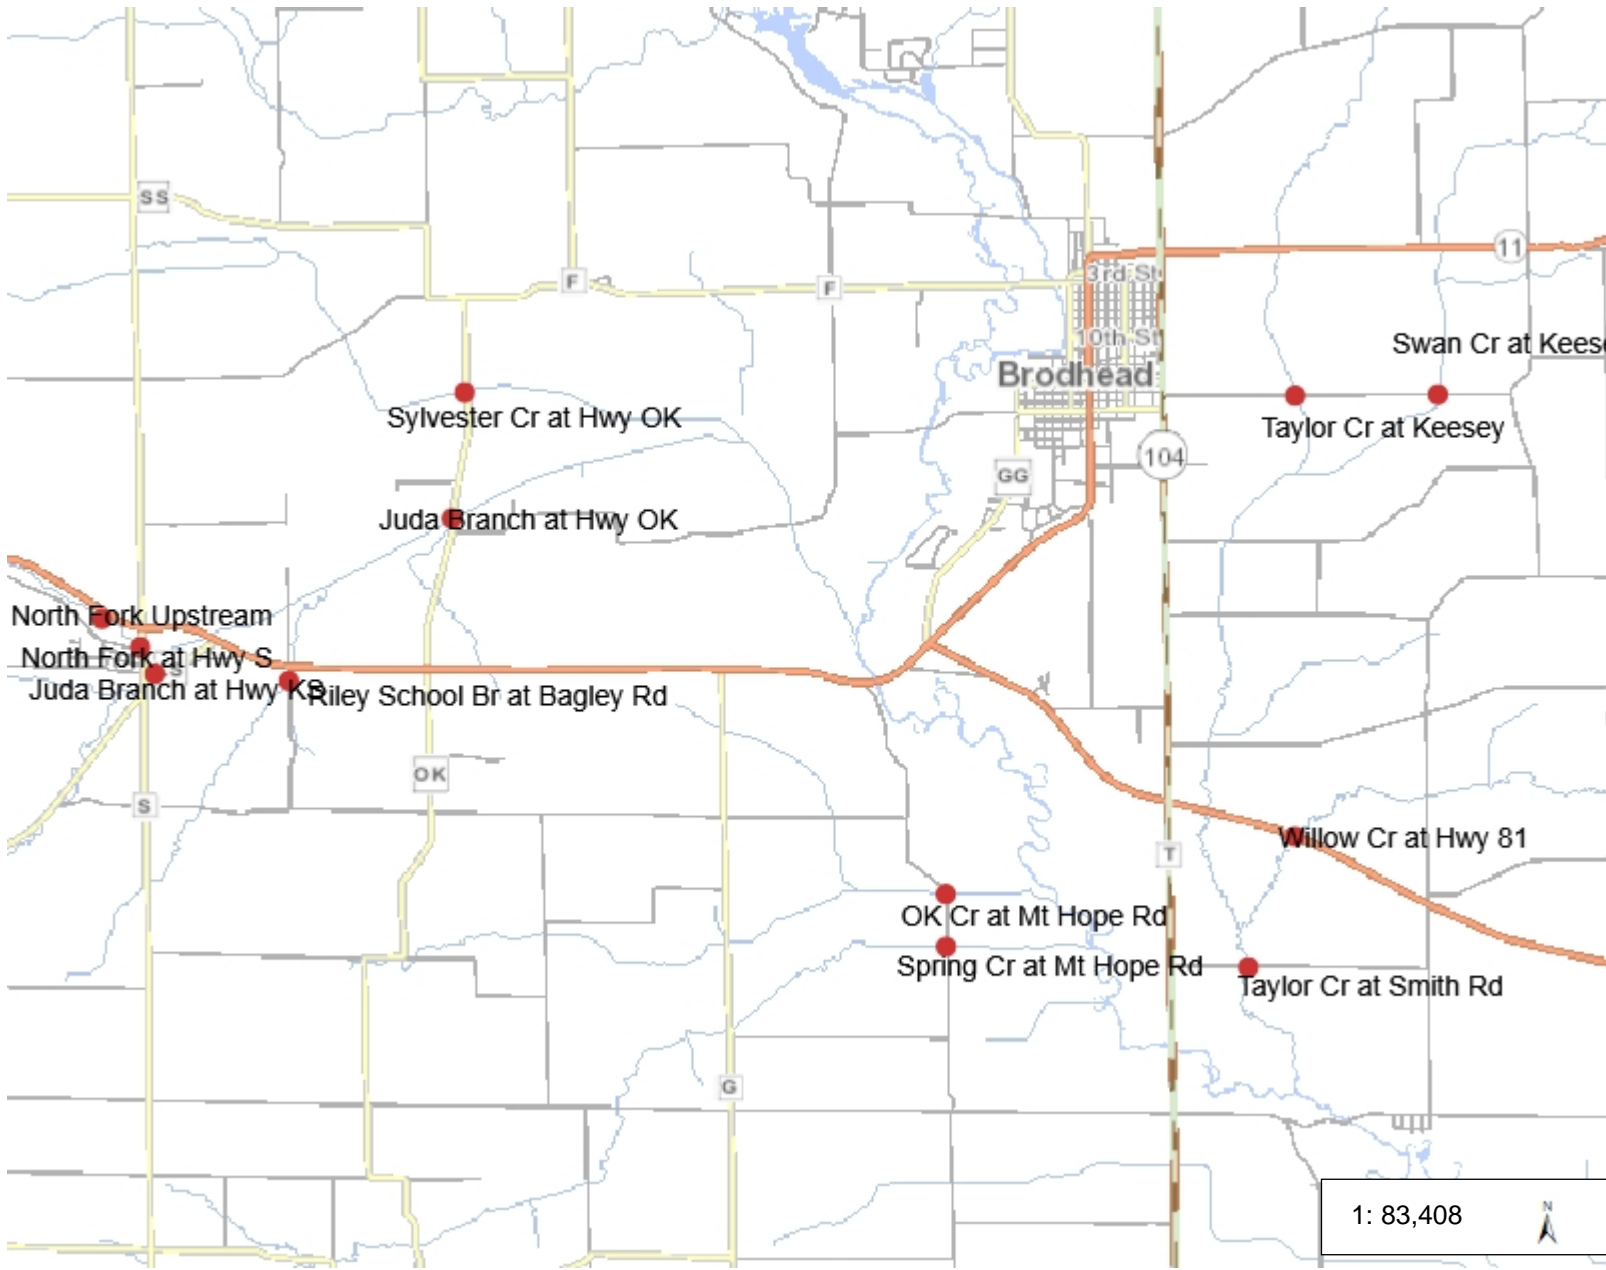 SS
11
F
F
3rd St
10th St
Swan Cr at Keese
Brodhead
Sylvester Cr at Hwy OK
Taylor Cr at Keesey
104
GG
Juda Branch at Hwy OK
North Fork Upstream
North Fork at Hwy S
S
Juda Branch at Hwy KS
Riley School Br at Bagley Rd
OK
S
Willow Cr at Hwy 81
T
OK Cr at Mt Hope Rd
Spring Cr at Mt Hope Rd
Taylor Cr at Smith Rd
G
1: 83,408
N